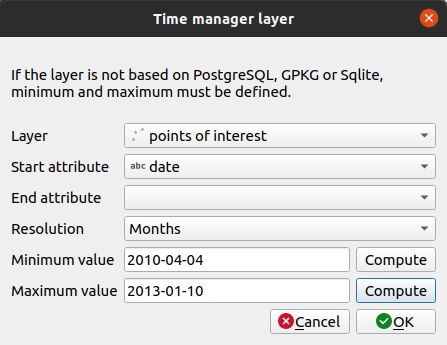 Time manager layer
If the layer is not based on PostgreSQL, GPKG or Sqlite,
minimum and maximum must be defined.
Layer points of interest
Start attribute abc date
End attribute
Resolution Months
Minimum value 2010-04-04 Compute
Maximum value 2013-01-10 Compute
Cancel OK